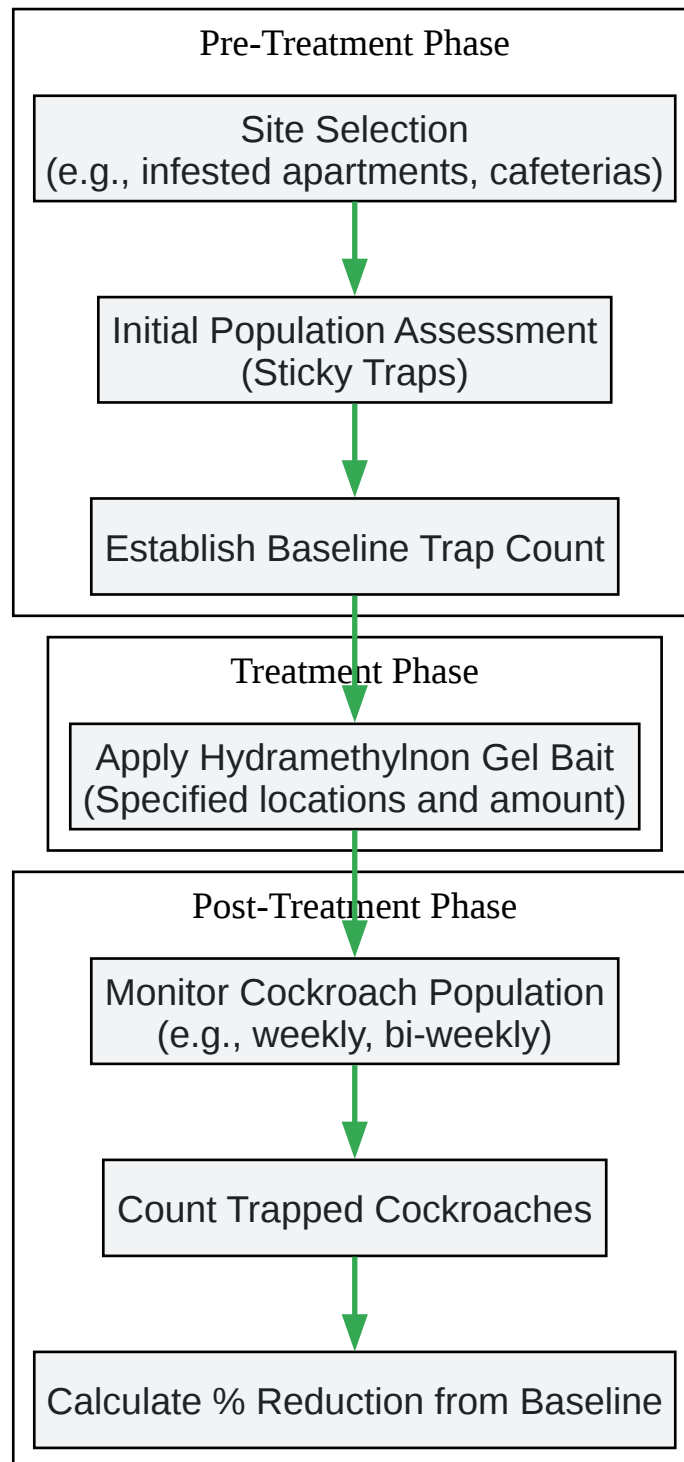 Pre-Treatment Phase
Site Selection
(e.g., infested apartments, cafeterias)
Initial Population Assessment
(Sticky Traps)
Establish Baseline Trap Count
Treatment Phase
Apply Hydramethylnon Gel Bait
(Specified locations and amount)
Post-Treatment Phase
Monitor Cockroach Population
(e.g., weekly, bi-weekly)
Count Trapped Cockroaches
Calculate % Reduction from Baseline